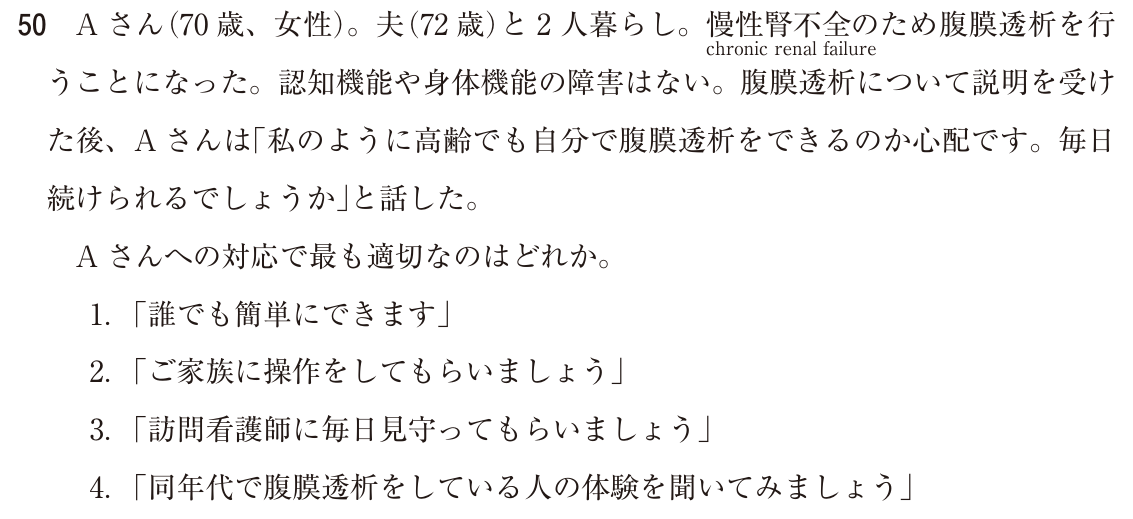 50 Aさん(70歳、女性)。夫(72歳)と2人暮らし。慢性腎不全のため腹膜透析を行
chronic renal failure
うことになった。認知機能や身体機能の障害はない。腹膜透析について説明を受け
た後、Aさんは「私のように高齢でも自分で腹膜透析をできるのか心配です。毎日
続けられるでしょうか」と話した。
Aさんへの対応で最も適切なのはどれか。
1. 「誰でも簡単にできます」
2. 「ご家族に操作をしてもらいましょう」
3. 「訪問看護師に毎日見守ってもらいましょう」
4. 「同年代で腹膜透析をしている人の体験を聞いてみましょう」